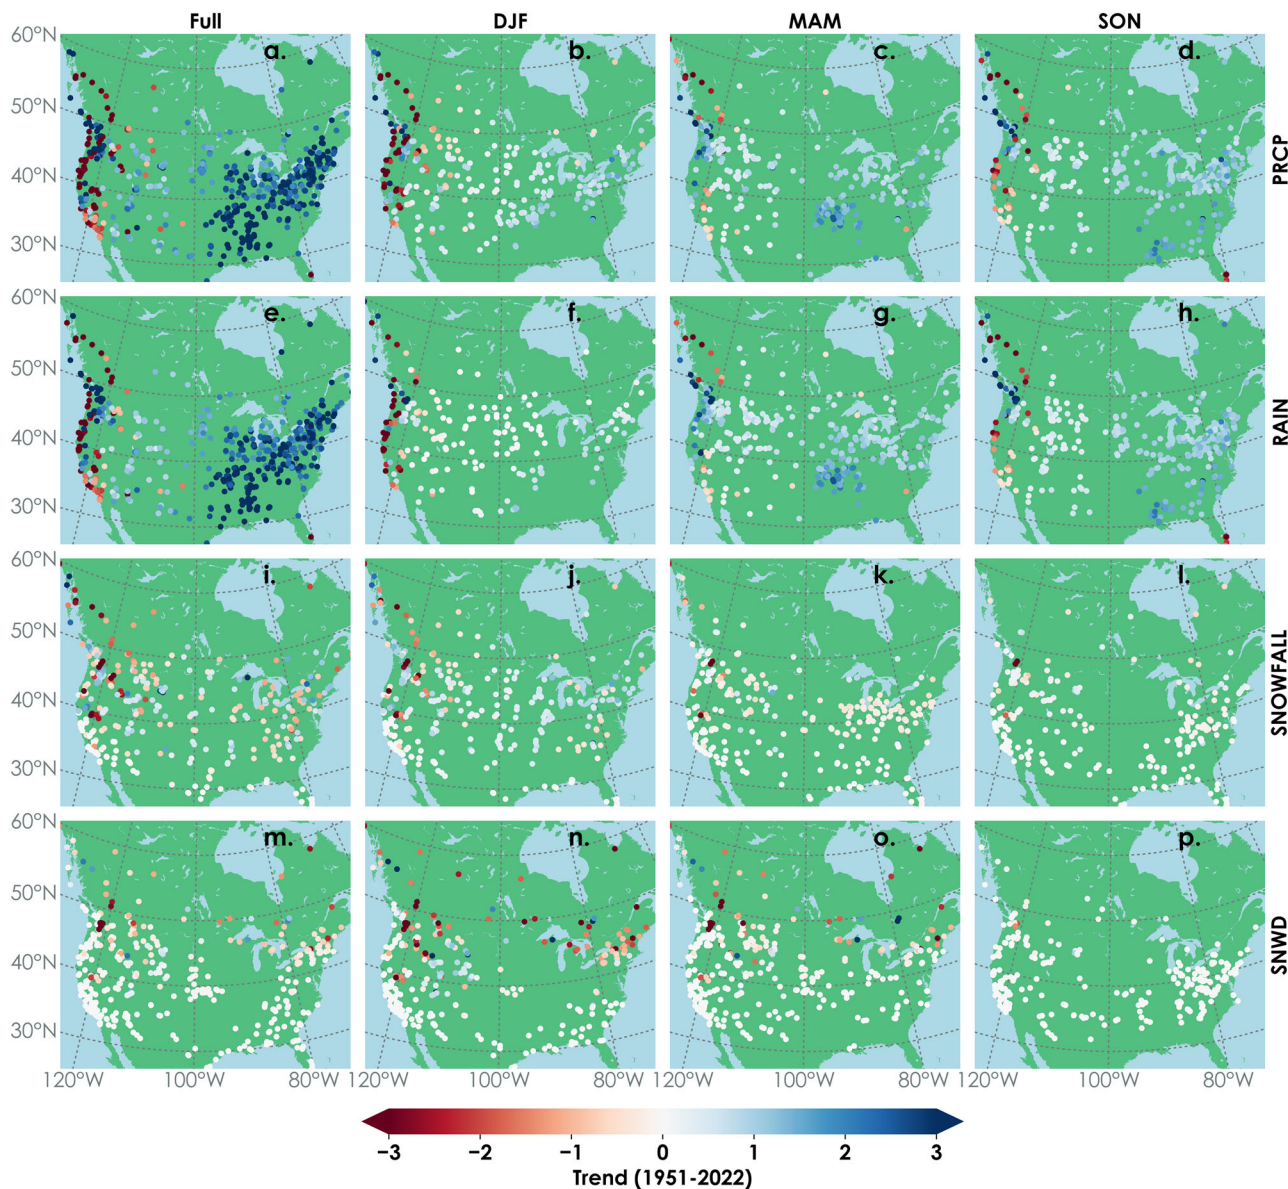 Full DJF MAM SON
60°N a. b. c. d.
50°N
40°N
30°N
PRCP
60°N e. f. g. h.
50°N
40°N
30°N
RAIN
60°N i. j. k. l.
50°N
40°N
30°N
SNOWFALL
60°N m. n. o. p.
50°N
40°N
30°N
SNWD
120°W 100°W 80°W 120°W 100°W 80°W 120°W 100°W 80°W 120°W 100°W 80°W
−3 −2 −1 0 1 2 3
Trend (1951-2022)